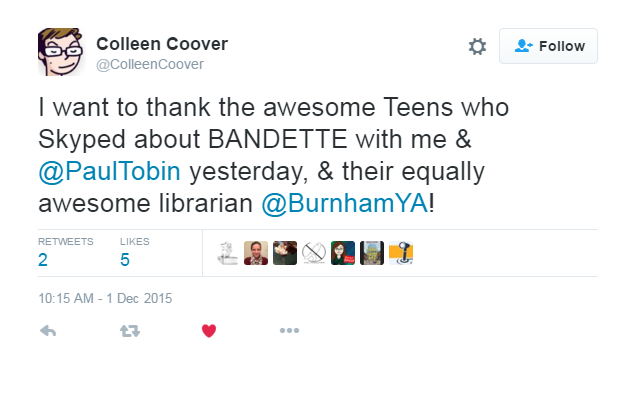 Colleen Coover
@ColleenCoover
Follow
I want to thank the awesome Teens who
Skyped about BANDETTE with me &
@PaulTobin yesterday, & their equally
awesome librarian @BurnhamYA!
RETWEETS LIKES
2 5
10:15 AM - 1 Dec 2015